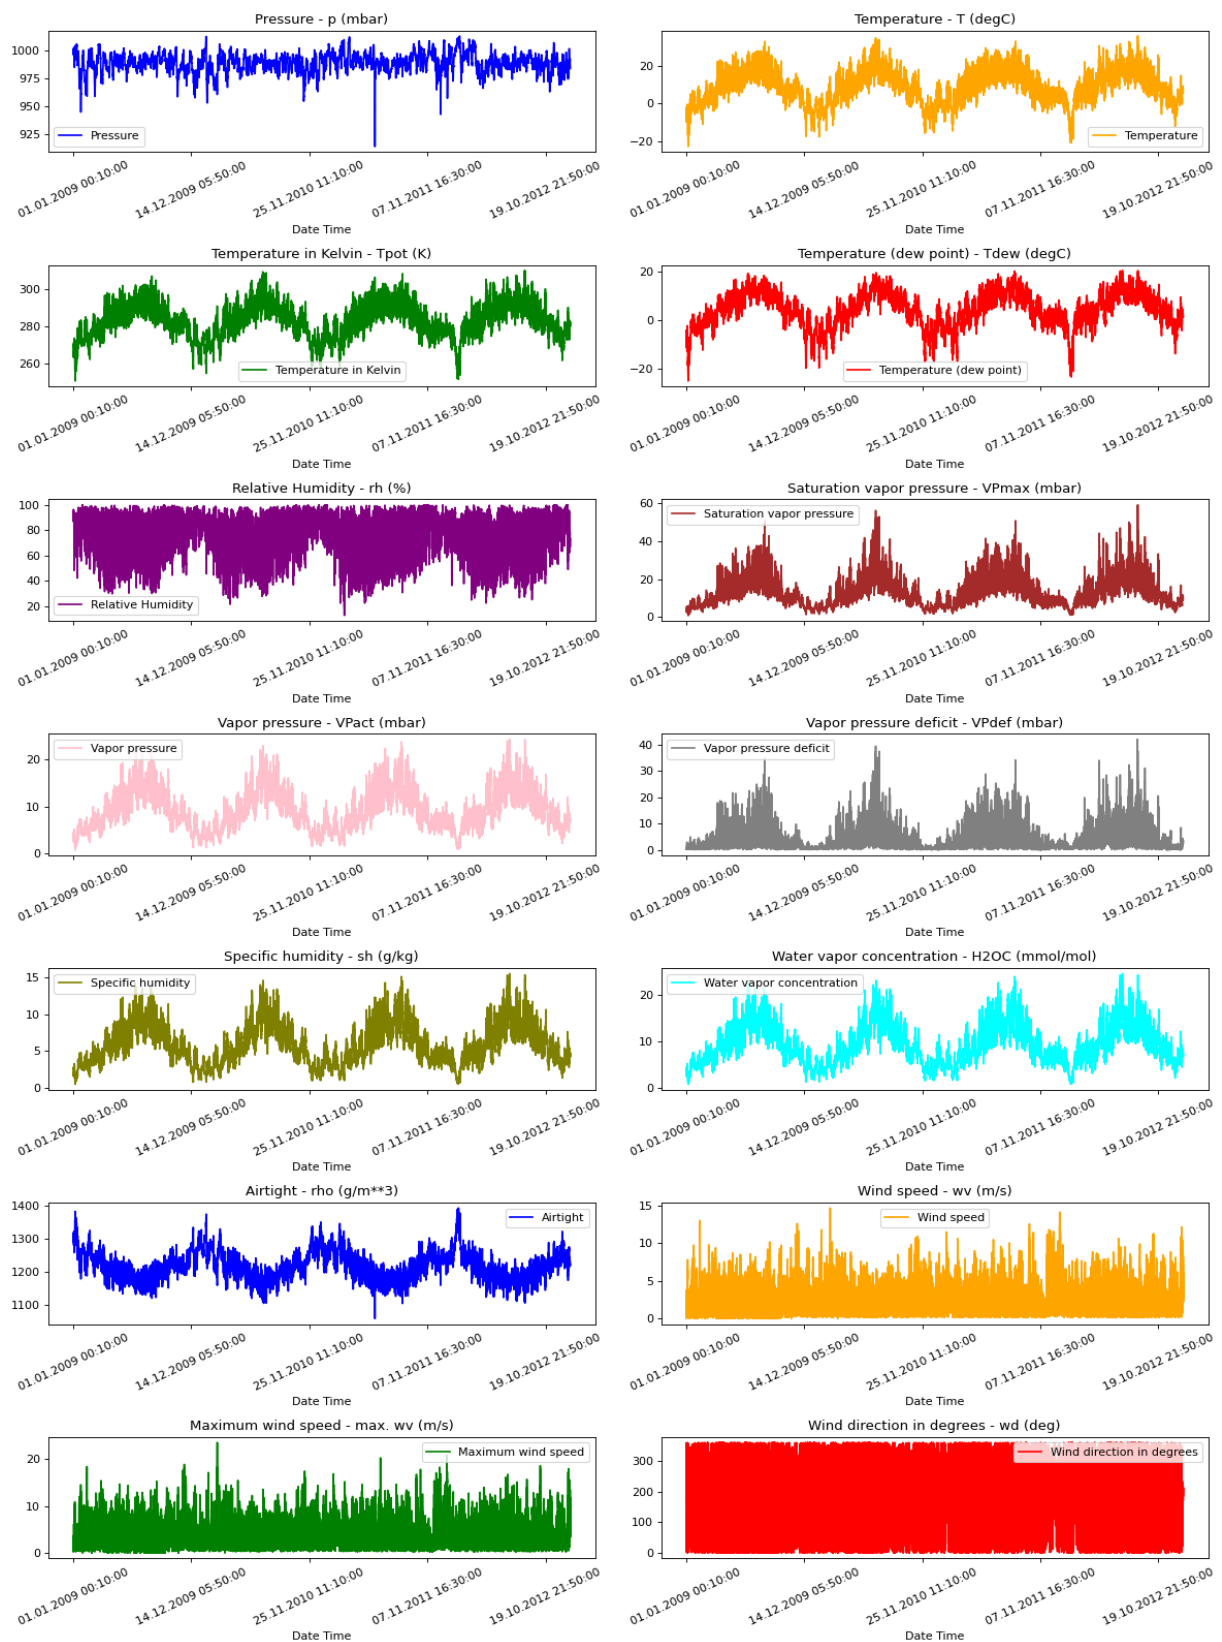 Pressure - p (mbar)
1000
975
950
925
Pressure
01.01.2009 00:10:00
14.12.2009 05:50:00
25.11.2010 11:10:00
07.11.2011 16:30:00
19.10.2012 21:50:00
Date Time
Temperature - T (degC)
20
0
−20
Temperature
01.01.2009 00:10:00
14.12.2009 05:50:00
25.11.2010 11:10:00
07.11.2011 16:30:00
19.10.2012 21:50:00
Date Time
Temperature in Kelvin - Tpot (K)
300
280
260
Temperature in Kelvin
01.01.2009 00:10:00
14.12.2009 05:50:00
25.11.2010 11:10:00
07.11.2011 16:30:00
19.10.2012 21:50:00
Date Time
Temperature (dew point) - Tdew (degC)
20
0
−20
Temperature (dew point)
01.01.2009 00:10:00
14.12.2009 05:50:00
25.11.2010 11:10:00
07.11.2011 16:30:00
19.10.2012 21:50:00
Date Time
Relative Humidity - rh (%)
100
80
60
40
20
Relative Humidity
01.01.2009 00:10:00
14.12.2009 05:50:00
25.11.2010 11:10:00
07.11.2011 16:30:00
19.10.2012 21:50:00
Date Time
Saturation vapor pressure - VPmax (mbar)
60
40
20
0
Saturation vapor pressure
01.01.2009 00:10:00
14.12.2009 05:50:00
25.11.2010 11:10:00
07.11.2011 16:30:00
19.10.2012 21:50:00
Date Time
Vapor pressure - VPact (mbar)
20
10
0
Vapor pressure
01.01.2009 00:10:00
14.12.2009 05:50:00
25.11.2010 11:10:00
07.11.2011 16:30:00
19.10.2012 21:50:00
Date Time
Vapor pressure deficit - VPdef (mbar)
40
30
20
10
0
Vapor pressure deficit
01.01.2009 00:10:00
14.12.2009 05:50:00
25.11.2010 11:10:00
07.11.2011 16:30:00
19.10.2012 21:50:00
Date Time
Specific humidity - sh (g/kg)
15
10
5
0
Specific humidity
01.01.2009 00:10:00
14.12.2009 05:50:00
25.11.2010 11:10:00
07.11.2011 16:30:00
19.10.2012 21:50:00
Date Time
Water vapor concentration - H2OC (mmol/mol)
20
10
0
Water vapor concentration
01.01.2009 00:10:00
14.12.2009 05:50:00
25.11.2010 11:10:00
07.11.2011 16:30:00
19.10.2012 21:50:00
Date Time
Airtight - rho (g/m**3)
1400
1300
1200
1100
Airtight
01.01.2009 00:10:00
14.12.2009 05:50:00
25.11.2010 11:10:00
07.11.2011 16:30:00
19.10.2012 21:50:00
Date Time
Wind speed - wv (m/s)
15
10
5
0
Wind speed
01.01.2009 00:10:00
14.12.2009 05:50:00
25.11.2010 11:10:00
07.11.2011 16:30:00
19.10.2012 21:50:00
Date Time
Maximum wind speed - max. wv (m/s)
20
10
0
Maximum wind speed
01.01.2009 00:10:00
14.12.2009 05:50:00
25.11.2010 11:10:00
07.11.2011 16:30:00
19.10.2012 21:50:00
Date Time
Wind direction in degrees - wd (deg)
300
200
100
0
Wind direction in degrees
01.01.2009 00:10:00
14.12.2009 05:50:00
25.11.2010 11:10:00
07.11.2011 16:30:00
19.10.2012 21:50:00
Date Time